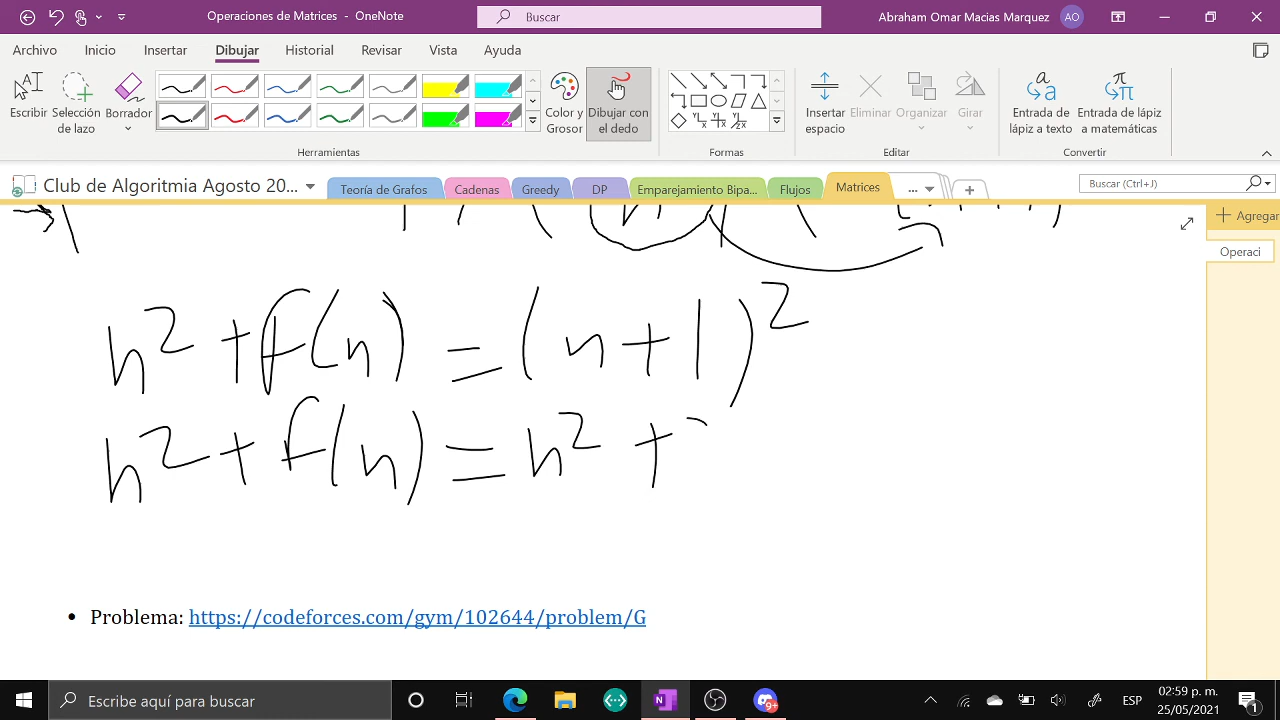 Operaciones de Matrices - OneNote
Buscar
Abraham Omar Macias Marquez AO
Archivo Inicio Insertar Dibujar Historial Revisar Vista Ayuda
Escribir
Selección de lazo
Borrador
Color y Grosor
Dibujar con el dedo
Insertar espacio
Eliminar
Organizar
Girar
Entrada de lápiz a texto
Entrada de lápiz a matemáticas
Herramientas Formas Editar Convertir
Club de Algoritmia Agosto 20...
Teoría de Grafos Cadenas Greedy DP Emparejamiento Bipa... Flujos Matrices ...
Buscar (Ctrl+J)
Agregar
Operaci
n² + f(n) = (n+1)²
n² + f(n) = n² +
• Problema: https://codeforces.com/gym/102644/problem/G
Escribe aquí para buscar
9+
ESP
02:59 p. m.
25/05/2021
1